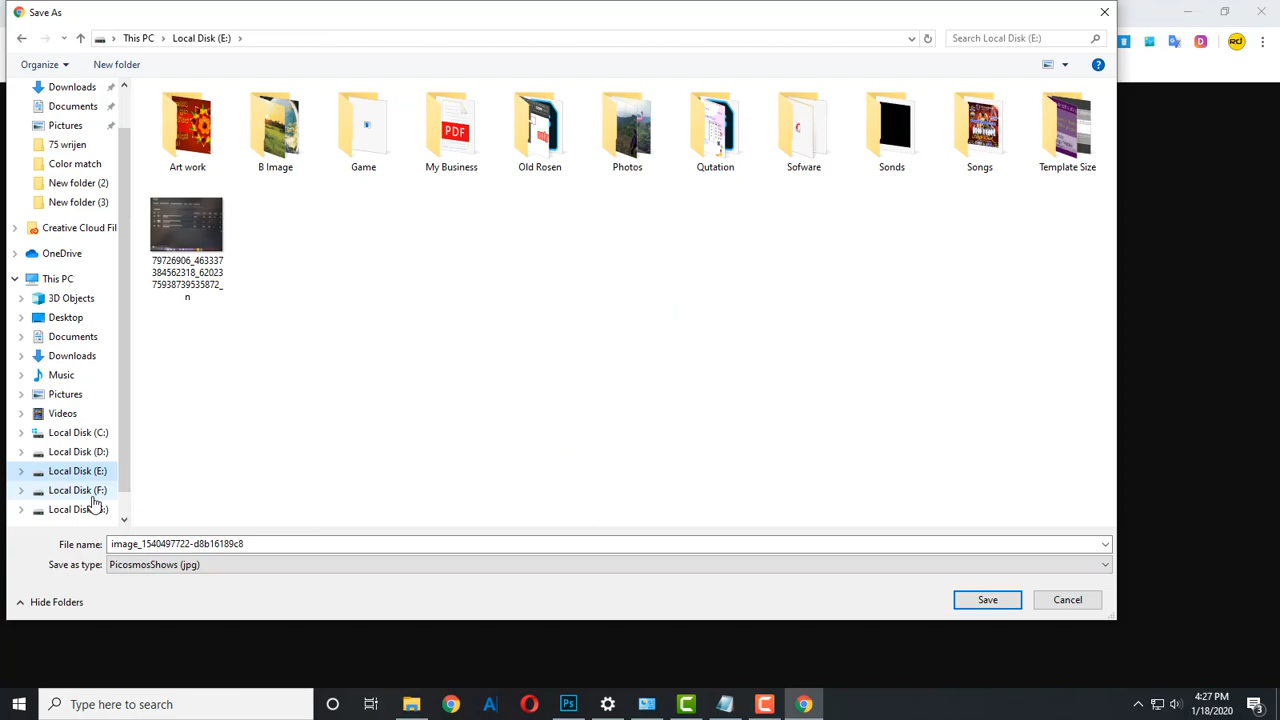 Save As
This PC
Local Disk (E:)
Search Local Disk (E:)
Organize
New folder
Downloads
Documents
Pictures
75 wrijen
Color match
New folder (2)
New folder (3)
Creative Cloud Fil
OneDrive
This PC
3D Objects
Desktop
Documents
Downloads
Music
Pictures
Videos
Local Disk (C:)
Local Disk (D:)
Local Disk (E:)
Local Disk (F:)
Local Disk
Art work
B Image
Game
My Business
Old Rosen
Photos
Qutation
Sofware
Sonds
Songs
Template Size
PDF
79726906_463337
384562318_62023
75938739535872_
n
File name:
image_1540497722-d8b16189c8
Save as type:
PicosmosShows (jpg)
Hide Folders
Save
Cancel
Type here to search
4:27 PM
1/18/2020